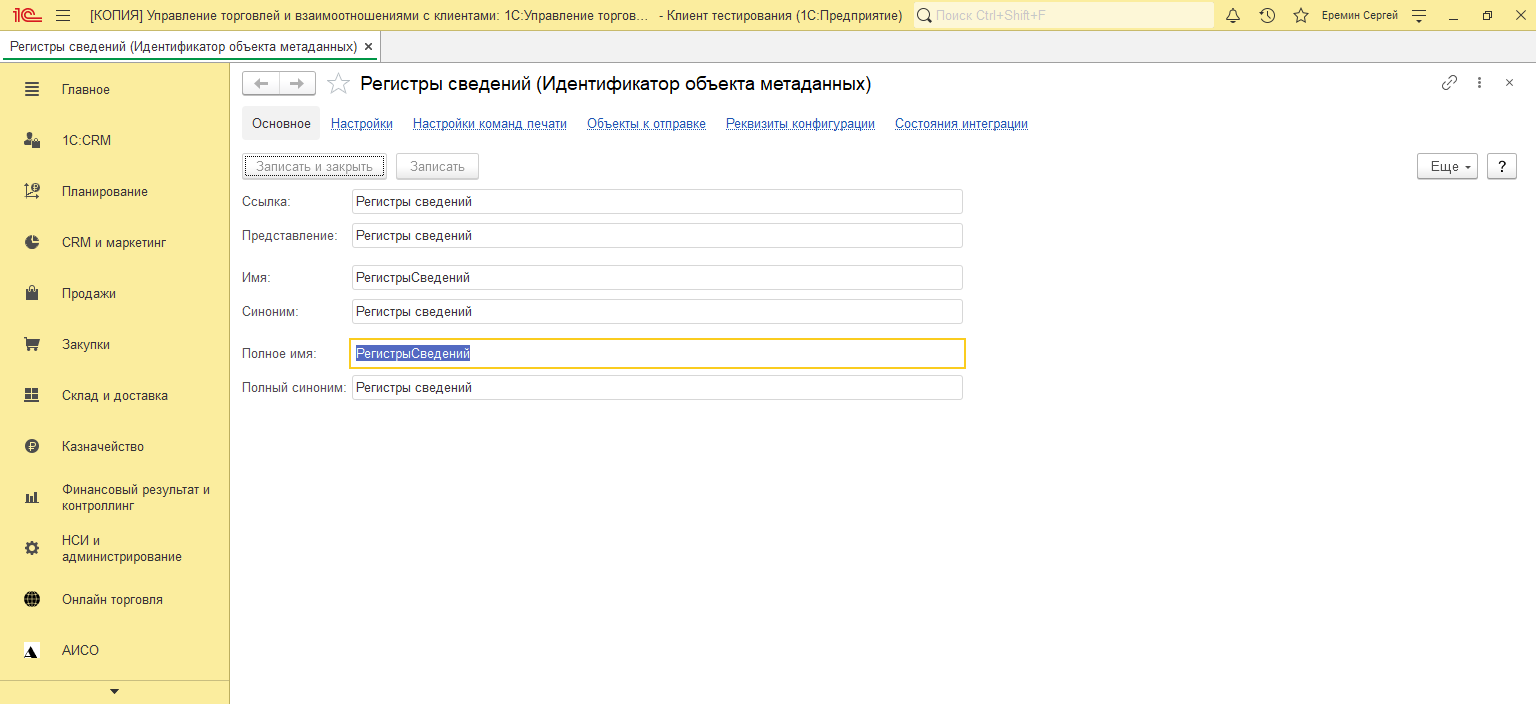 1С [КОПИЯ] Управление торговлей и взаимоотношениями с клиентами: 1С:Управление торгов... - Клиент тестирования (1С:Предприятие) Поиск Ctrl+Shift+F Еремин Сергей
Регистры сведений (Идентификатор объекта метаданных) ×
Главное
1С:CRM
Планирование
CRM и маркетинг
Продажи
Закупки
Склад и доставка
Казначейство
Финансовый результат и
контроллинг
НСИ и
администрирование
Онлайн торговля
АИСО
Регистры сведений (Идентификатор объекта метаданных)
Основное Настройки Настройки команд печати Объекты к отправке Реквизиты конфигурации Состояния интеграции
Записать и закрыть Записать Еще ?
Ссылка: Регистры сведений
Представление: Регистры сведений
Имя: РегистрыСведений
Синоним: Регистры сведений
Полное имя: РегистрыСведений
Полный синоним: Регистры сведений